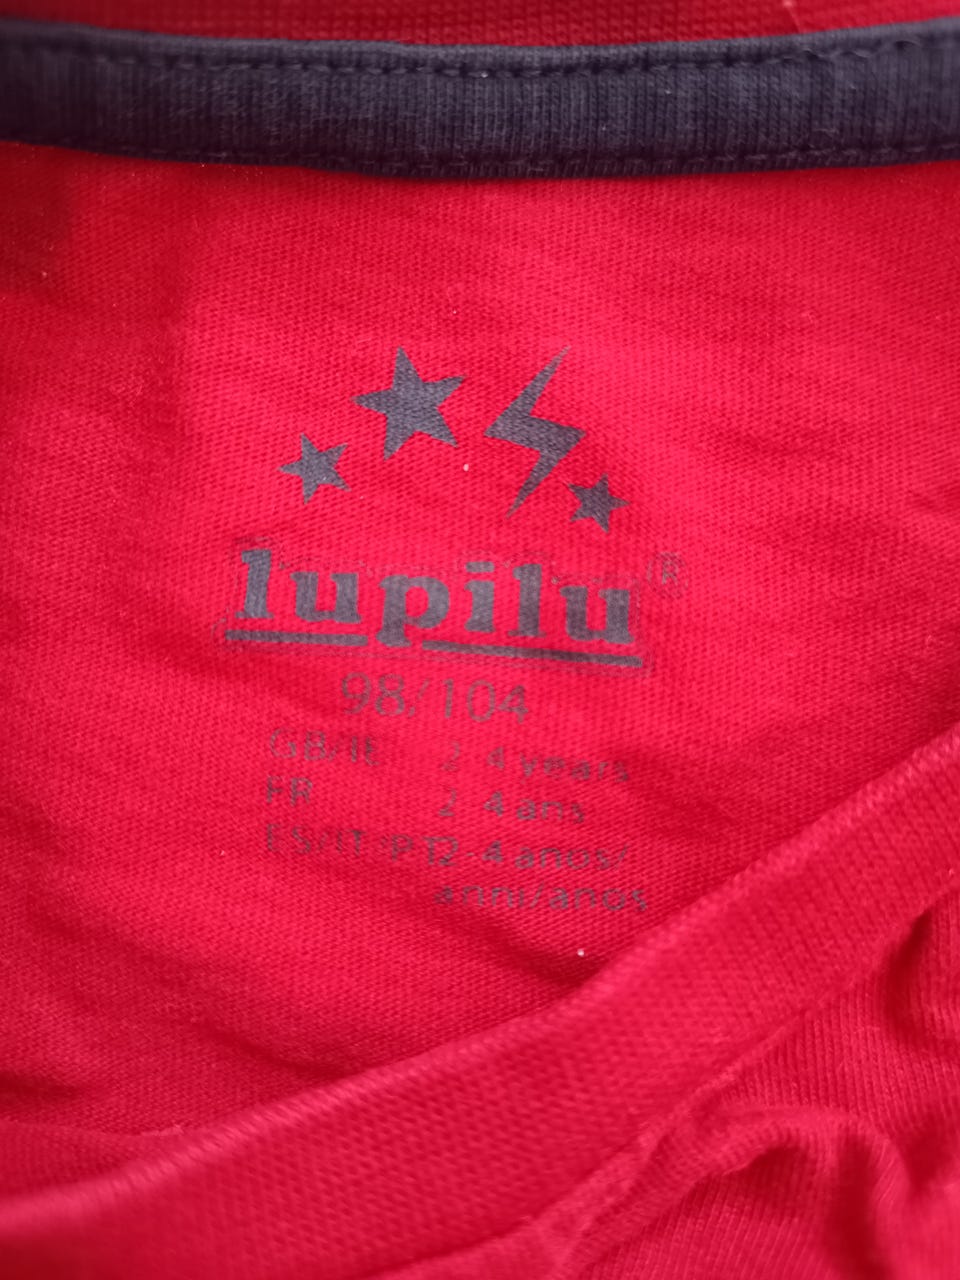 lupilu®
98/104
GB/IE 2-4 years
FR 2-4 ans
ES/IT/PT 2-4 anos/
anni/anos